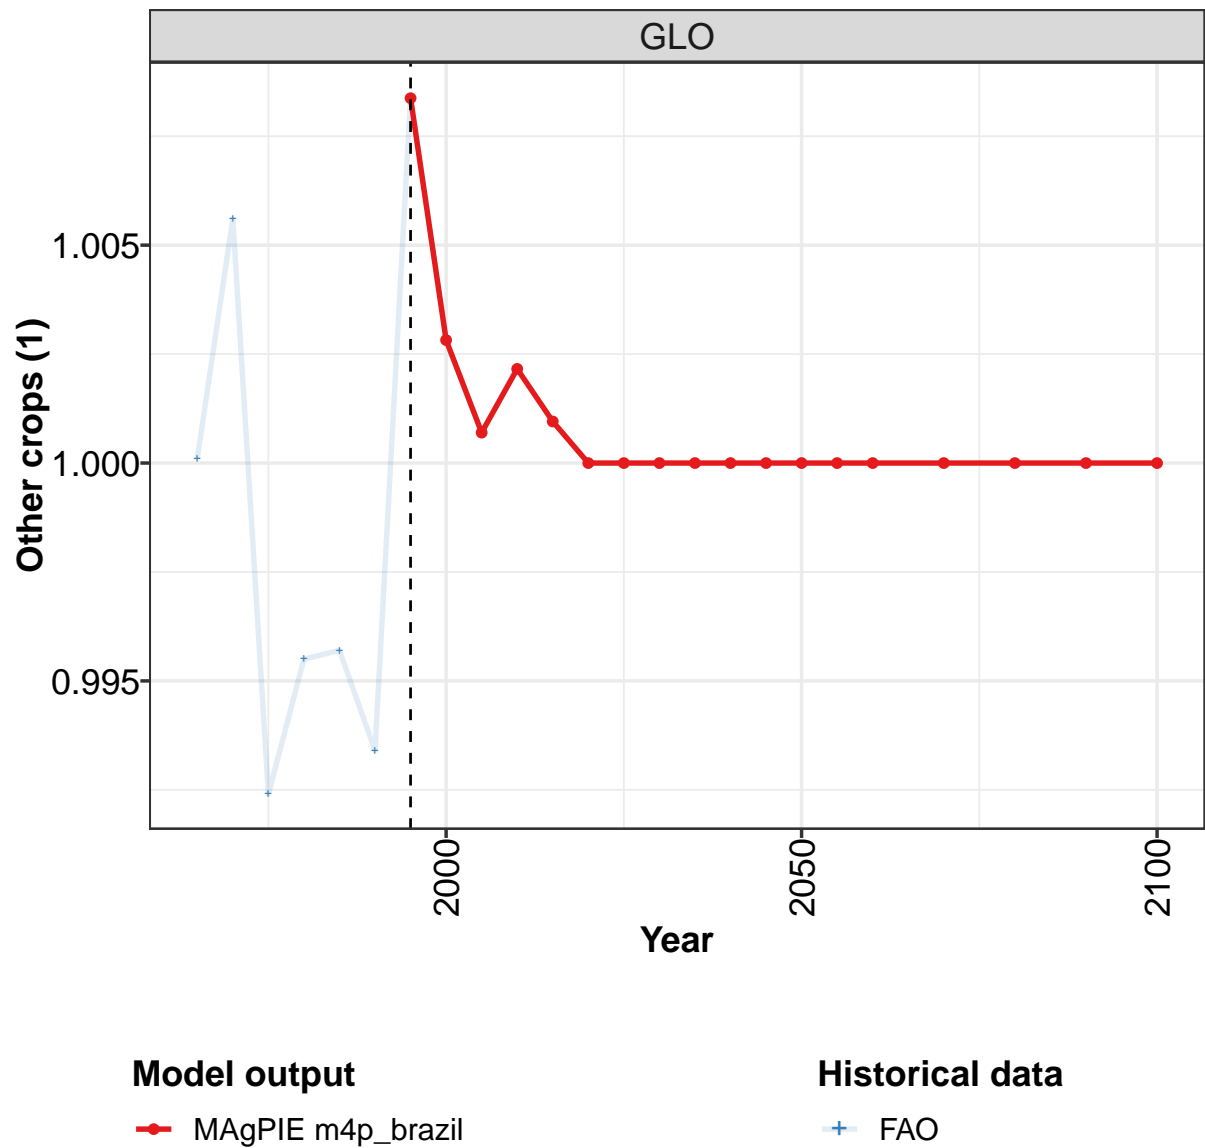 GLO
Other crops (1)
1.005
1.000
0.995
2000
2050
2100
Year
Model output
MAgPIE m4p_brazil
Historical data
FAO